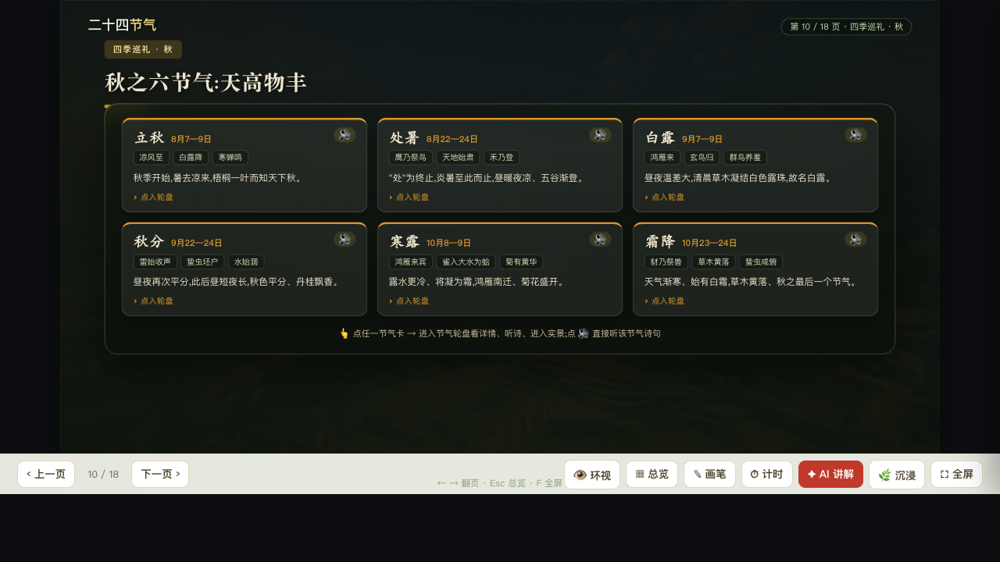 二十四节气
第 10 / 18 页 · 四季巡礼 · 秋
四季巡礼 · 秋
秋之六节气:天高物丰
立秋 8月7—9日
凉风至 白露降 寒蝉鸣
秋季开始,暑去凉来,梧桐一叶而知天下秋。
点入轮盘
处暑 8月22—24日
鹰乃祭鸟 天地始肃 禾乃登
"处"为终止,炎暑至此而止,昼暖夜凉、五谷渐登。
点入轮盘
白露 9月7—9日
鸿雁来 玄鸟归 群鸟养羞
昼夜温差大,清晨草木凝结白色露珠,故名白露。
点入轮盘
秋分 9月22—24日
雷始收声 蛰虫坯户 水始涸
昼夜再次平分,此后昼短夜长,秋色平分、丹桂飘香。
点入轮盘
寒露 10月8—9日
鸿雁来宾 雀入大水为蛤 菊有黄华
露水更冷、将凝为霜,鸿雁南迁、菊花盛开。
点入轮盘
霜降 10月23—24日
豺乃祭兽 草木黄落 蛰虫咸俯
天气渐寒、始有白霜,草木黄落、秋之最后一个节气。
点入轮盘
👆 点任一节气卡 → 进入节气轮盘看详情、听诗、进入实景;点 🔊 直接听该节气诗句
‹ 上一页 10 / 18 下一页 ›
← → 翻页 · Esc 总览 · F 全屏
👁 环视 ▦ 总览 ✎ 画笔 ⏱ 计时 ✦ AI 讲解 🌿 沉浸 ⛶ 全屏